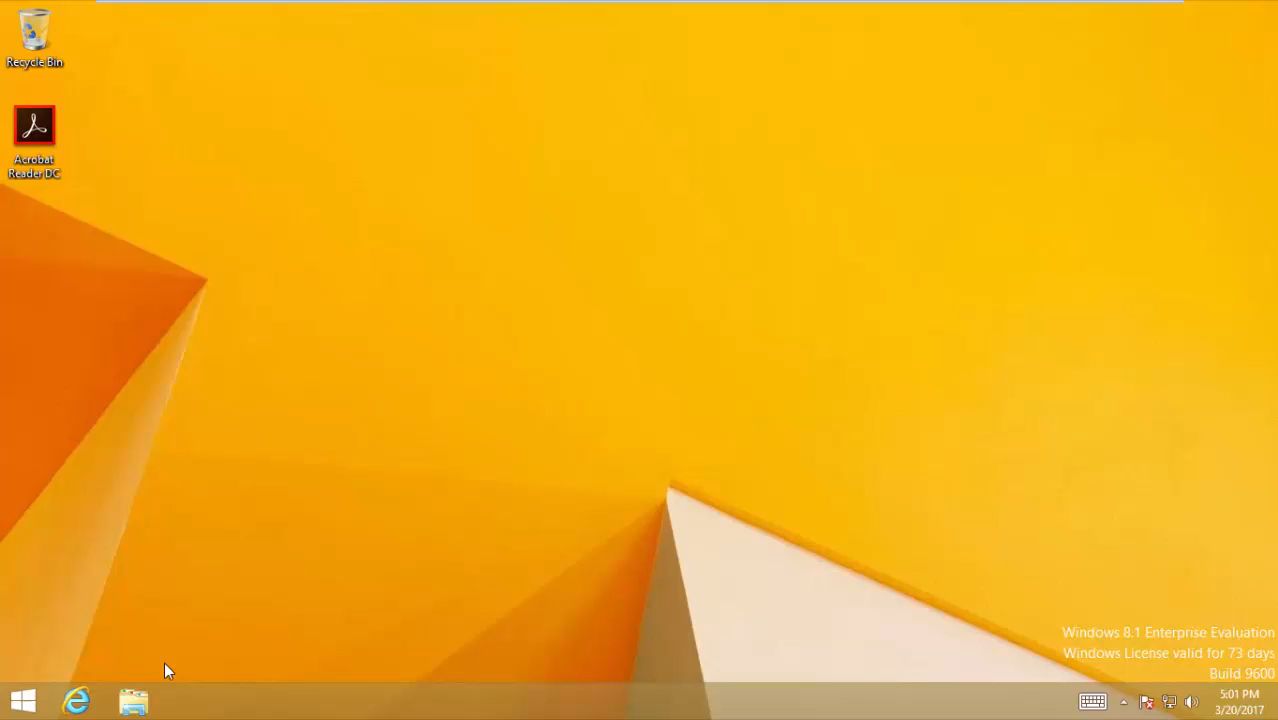 Recycle Bin
Acrobat
Reader DC
Windows 8.1 Enterprise Evaluation
Windows License valid for 73 days
Build 9600
5:01 PM
3/20/2017